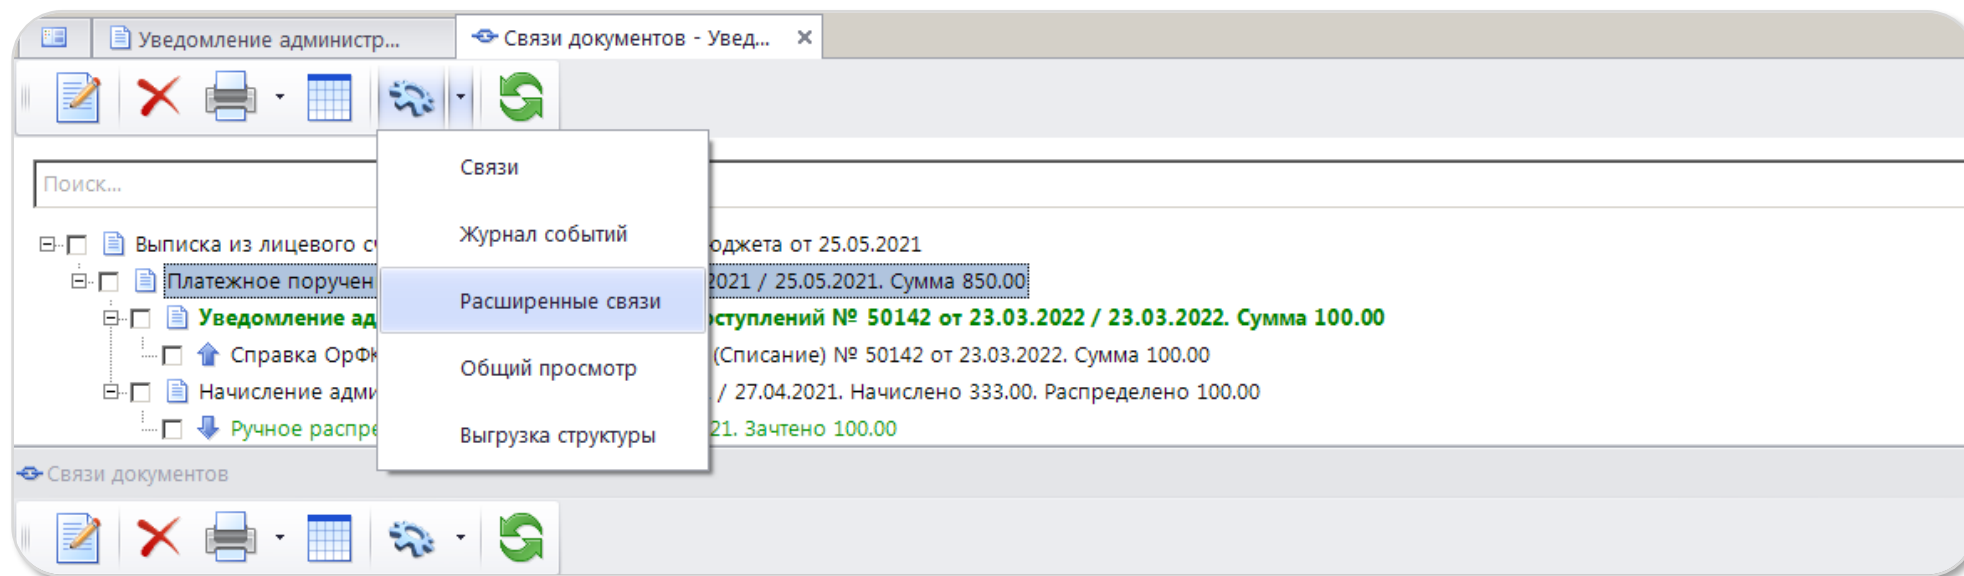 Уведомление администр...
Связи документов - Увед...
Поиск...
Связи
Журнал событий
Расширенные связи
Общий просмотр
Выгрузка структуры
Выписка из лицевого юджета от 25.05.2021
Платежное поручен 2021 / 25.05.2021. Сумма 850.00
Уведомление ад оступлений № 50142 от 23.03.2022 / 23.03.2022. Сумма 100.00
Справка ОрФК (Списание) № 50142 от 23.03.2022. Сумма 100.00
Начисление адми / 27.04.2021. Начислено 333.00. Распределено 100.00
Ручное распре 21. Зачтено 100.00
Связи документов